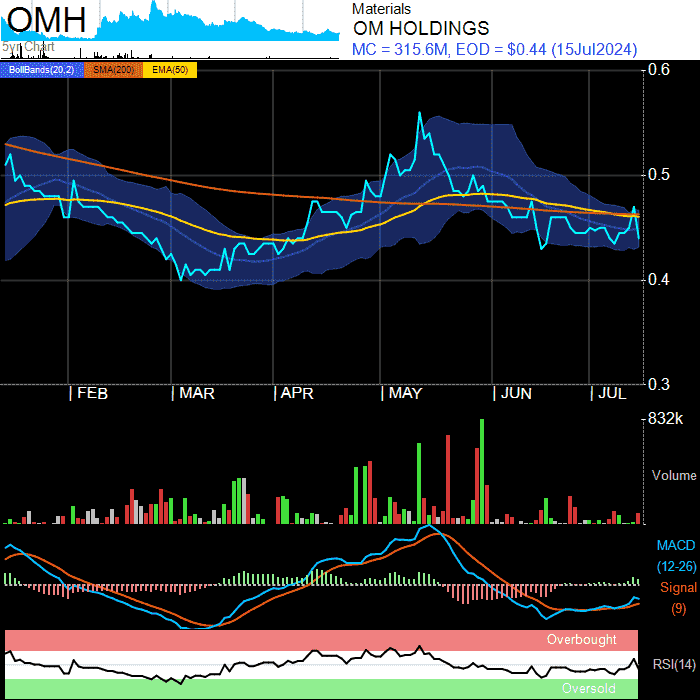 OMH
5yr Chart
Materials
OM HOLDINGS
MC = 315.6M, EOD = $0.44 (15Jul2024)
BollBands(20,2) SMA(200) EMA(50)
0.6
0.5
0.4
0.3
FEB MAR APR MAY JUN JUL
832k
Volume
MACD
(12-26)
Signal
(9)
Overbought
RSI(14)
Oversold